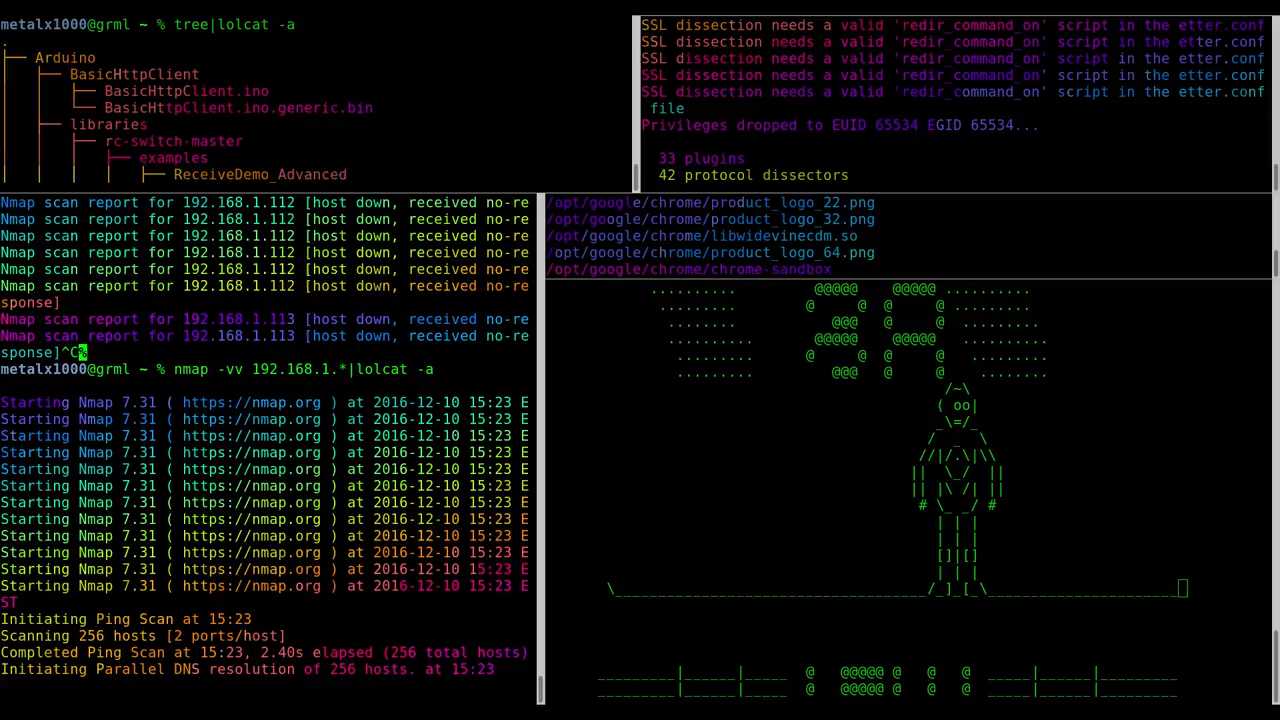 metalx1000@grml ~ % tree|lolcat -a
.
├── Arduino
│   ├── BasicHttpClient
│   │   ├── BasicHttpClient.ino
│   │   └── BasicHttpClient.ino.generic.bin
│   ├── libraries
│   │   ├── rc-switch-master
│   │   │   ├── examples
│   │   │   │   ├── ReceiveDemo_Advanced
SSL dissection needs a valid 'redir_command_on' script in the etter.conf
SSL dissection needs a valid 'redir_command_on' script in the etter.conf
SSL dissection needs a valid 'redir_command_on' script in the etter.conf
SSL dissection needs a valid 'redir_command_on' script in the etter.conf
SSL dissection needs a valid 'redir_command_on' script in the etter.conf
 file
Privileges dropped to EUID 65534 EGID 65534...
  33 plugins
  42 protocol dissectors
Nmap scan report for 192.168.1.112 [host down, received no-re
Nmap scan report for 192.168.1.112 [host down, received no-re
Nmap scan report for 192.168.1.112 [host down, received no-re
Nmap scan report for 192.168.1.112 [host down, received no-re
Nmap scan report for 192.168.1.112 [host down, received no-re
Nmap scan report for 192.168.1.112 [host down, received no-re
sponse]
Nmap scan report for 192.168.1.113 [host down, received no-re
Nmap scan report for 192.168.1.113 [host down, received no-re
sponse]^C%
metalx1000@grml ~ % nmap -vv 192.168.1.*|lolcat -a
Starting Nmap 7.31 ( https://nmap.org ) at 2016-12-10 15:23 E
Starting Nmap 7.31 ( https://nmap.org ) at 2016-12-10 15:23 E
Starting Nmap 7.31 ( https://nmap.org ) at 2016-12-10 15:23 E
Starting Nmap 7.31 ( https://nmap.org ) at 2016-12-10 15:23 E
Starting Nmap 7.31 ( https://nmap.org ) at 2016-12-10 15:23 E
Starting Nmap 7.31 ( https://nmap.org ) at 2016-12-10 15:23 E
Starting Nmap 7.31 ( https://nmap.org ) at 2016-12-10 15:23 E
Starting Nmap 7.31 ( https://nmap.org ) at 2016-12-10 15:23 E
Starting Nmap 7.31 ( https://nmap.org ) at 2016-12-10 15:23 E
Starting Nmap 7.31 ( https://nmap.org ) at 2016-12-10 15:23 E
Starting Nmap 7.31 ( https://nmap.org ) at 2016-12-10 15:23 E
Starting Nmap 7.31 ( https://nmap.org ) at 2016-12-10 15:23 E
ST
Initiating Ping Scan at 15:23
Scanning 256 hosts [2 ports/host]
Completed Ping Scan at 15:23, 2.40s elapsed (256 total hosts)
Initiating Parallel DNS resolution of 256 hosts. at 15:23
/opt/google/chrome/product_logo_22.png
/opt/google/chrome/product_logo_32.png
/opt/google/chrome/libwidevinecdm.so
/opt/google/chrome/product_logo_64.png
/opt/google/chrome/chrome-sandbox